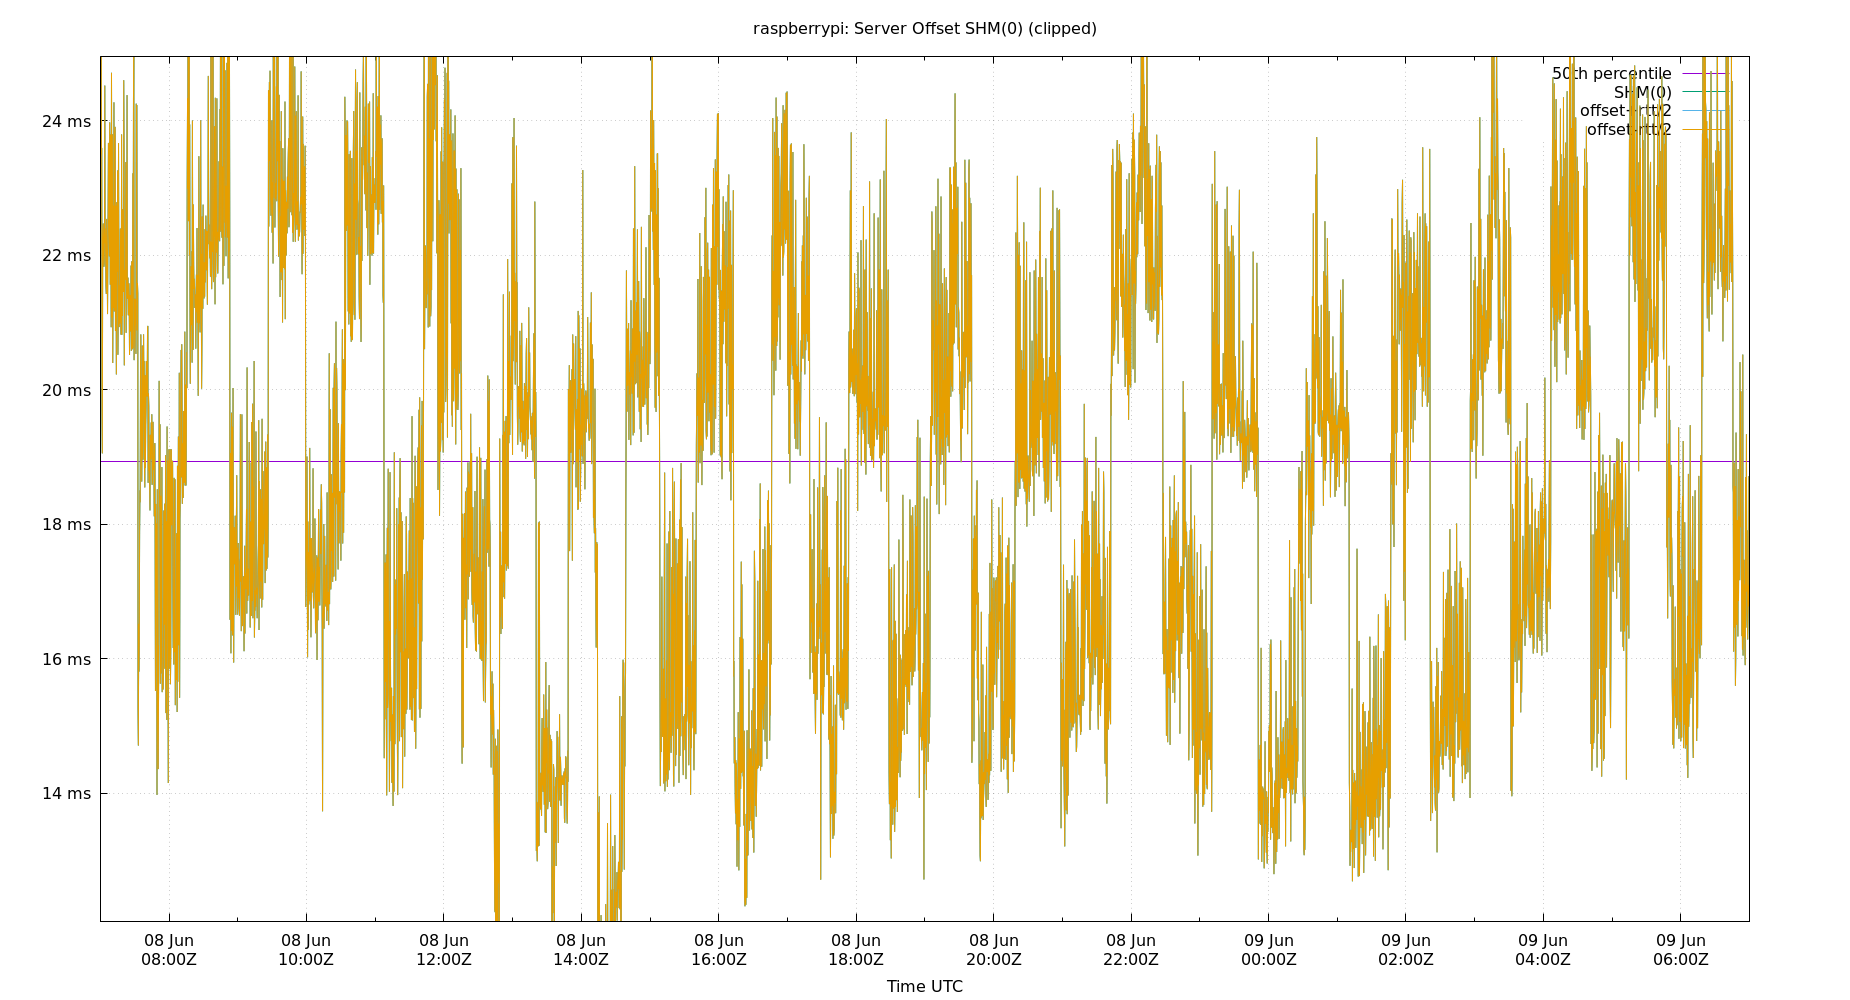 raspberrypi: Server Offset SHM(0) (clipped)
50th percentile
SHM(0)
offset+rtt/2
offset-rtt/2
24 ms
22 ms
20 ms
18 ms
16 ms
14 ms
08 Jun 08 Jun 08 Jun 08 Jun 08 Jun 08 Jun 08 Jun 08 Jun 09 Jun 09 Jun 09 Jun 09 Jun
08:00Z 10:00Z 12:00Z 14:00Z 16:00Z 18:00Z 20:00Z 22:00Z 00:00Z 02:00Z 04:00Z 06:00Z
Time UTC